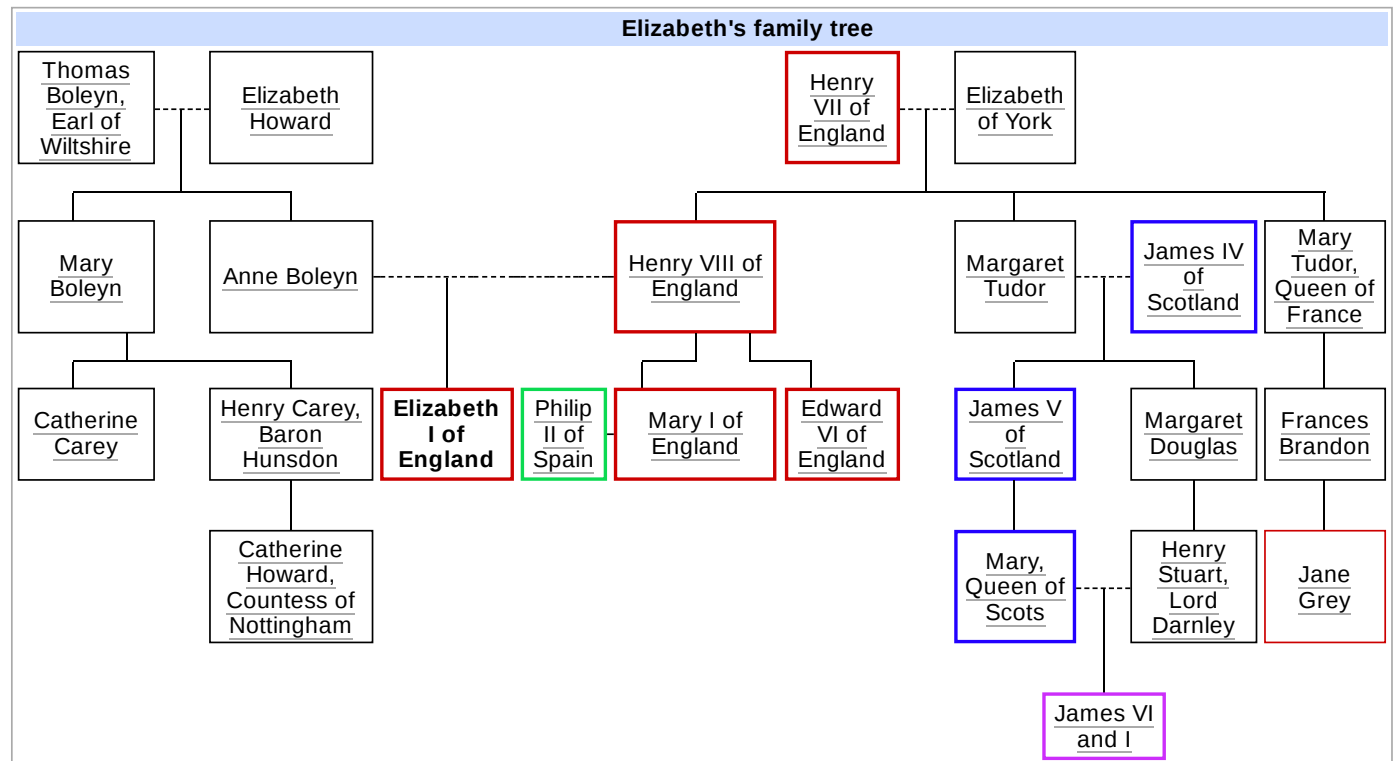 Elizabeth's family tree
Thomas
Boleyn,
Earl of
Wiltshire
Elizabeth
Howard
Henry
VII of
England
Elizabeth
of York
Mary
Boleyn
Anne Boleyn
Henry VIII of
England
Margaret
Tudor
James IV
of
Scotland
Mary
Tudor,
Queen of
France
Catherine
Carey
Henry Carey,
Baron
Hunsdon
Elizabeth
I of
England
Philip
II of
Spain
Mary I of
England
Edward
VI of
England
James V
of
Scotland
Margaret
Douglas
Frances
Brandon
Catherine
Howard,
Countess of
Nottingham
Mary,
Queen of
Scots
Henry
Stuart,
Lord
Darnley
Jane
Grey
James VI
and I